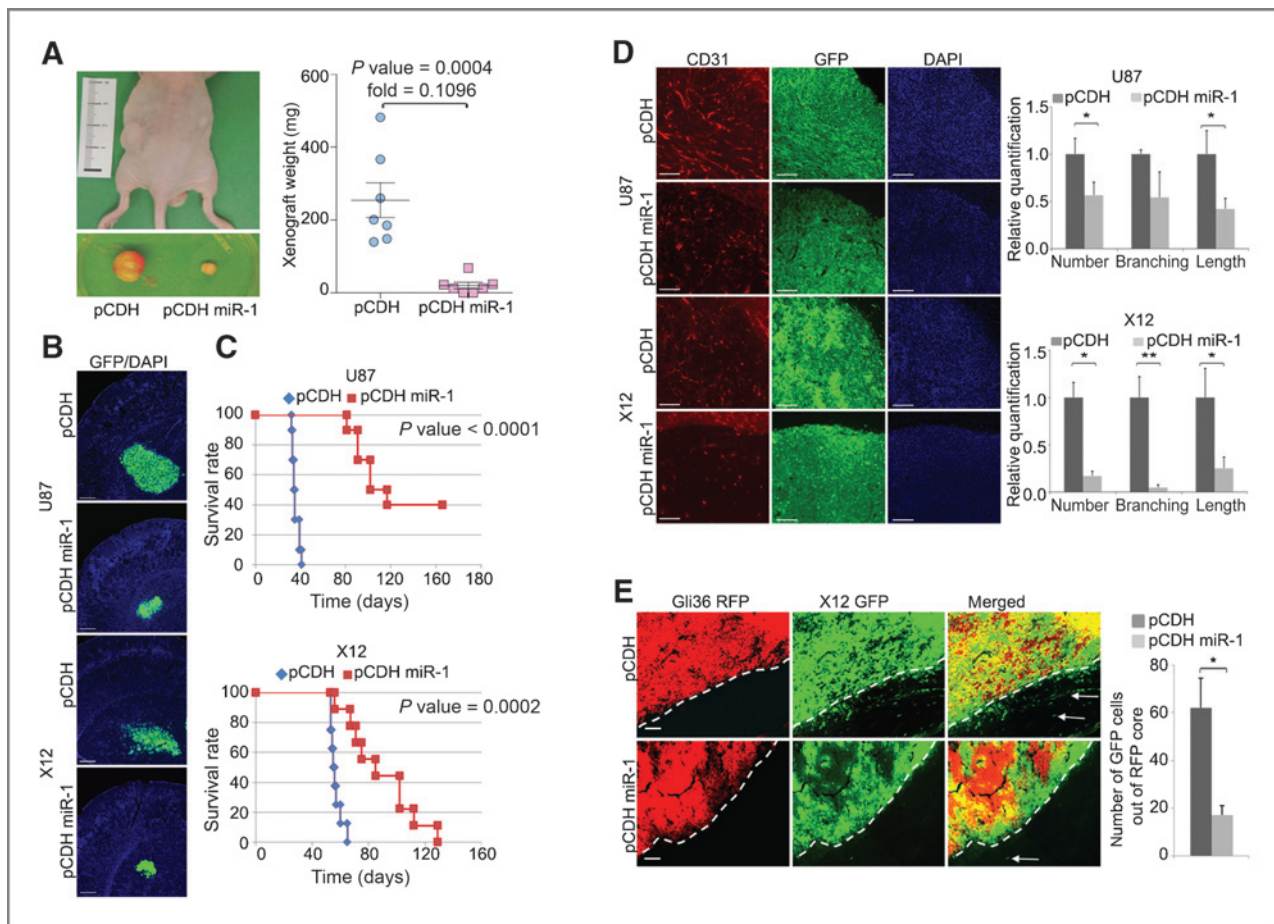 A
P value = 0.0004
fold = 0.1096
Xenograft weight (mg)
600
400
200
0
pCDH
pCDH miR-1
pCDH
pCDH miR-1
B
GFP/DAPI
U87
pCDH
pCDH miR-1
X12
pCDH
pCDH miR-1
C
U87
pCDH
pCDH miR-1
P value < 0.0001
Survival rate
100
80
60
40
20
0
0
40
80
120
160
180
Time (days)
X12
pCDH
pCDH miR-1
P value = 0.0002
Survival rate
100
80
60
40
20
0
0
40
80
120
160
Time (days)
D
CD31
GFP
DAPI
U87
pCDH
pCDH miR-1
X12
pCDH
pCDH miR-1
U87
pCDH
pCDH miR-1
Relative quantification
1.5
1.0
0.5
0.0
*
*
Number
Branching
Length
X12
pCDH
pCDH miR-1
Relative quantification
1.5
1.0
0.5
0.0
*
**
*
Number
Branching
Length
E
Gli36 RFP
X12 GFP
Merged
pCDH
pCDH miR-1
pCDH
pCDH miR-1
Number of GFP cells
out of RFP core
80
60
40
20
0
*